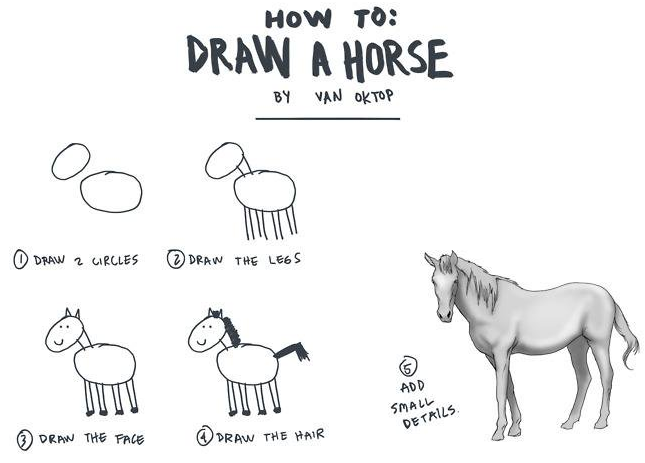 HOW TO:
DRAW A HORSE
BY VAN OKTOP
① DRAW 2 CIRCLES
② DRAW THE LEGS
③ DRAW THE FACE
④ DRAW THE HAIR
⑤
ADD
SMALL
DETAILS.